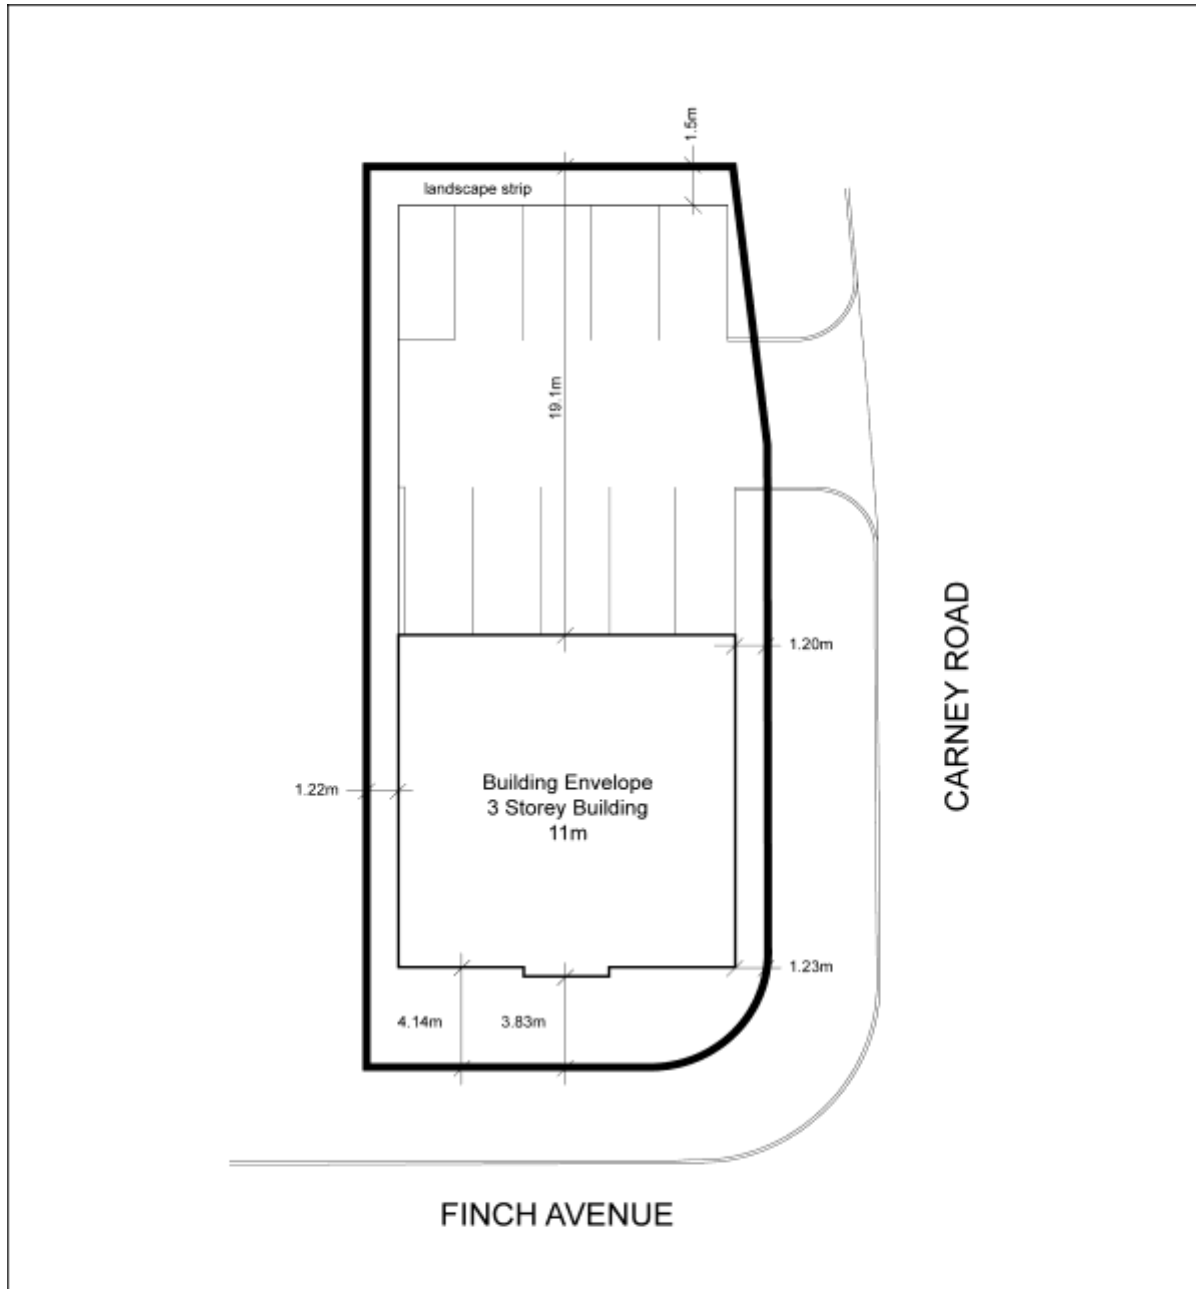 1.5m
landscape strip
19.1m
1.20m
CARNEY ROAD
Building Envelope
3 Storey Building
11m
1.22m
1.23m
4.14m
3.83m
FINCH AVENUE